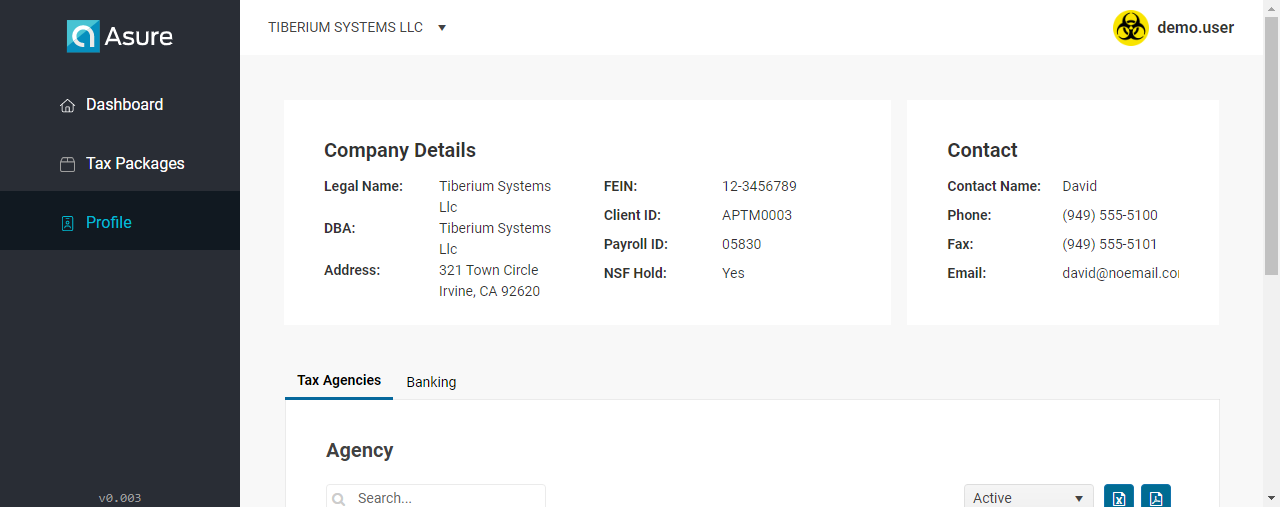 Asure
TIBERIUM SYSTEMS LLC
demo.user
Dashboard
Tax Packages
Profile
v0.003
Company Details
Legal Name: Tiberium Systems
Llc
DBA: Tiberium Systems
Llc
Address: 321 Town Circle
Irvine, CA 92620
FEIN: 12-3456789
Client ID: APTM0003
Payroll ID: 05830
NSF Hold: Yes
Contact
Contact Name: David
Phone: (949) 555-5100
Fax: (949) 555-5101
Email: david@noemail.co
Tax Agencies Banking
Agency
Search... Active